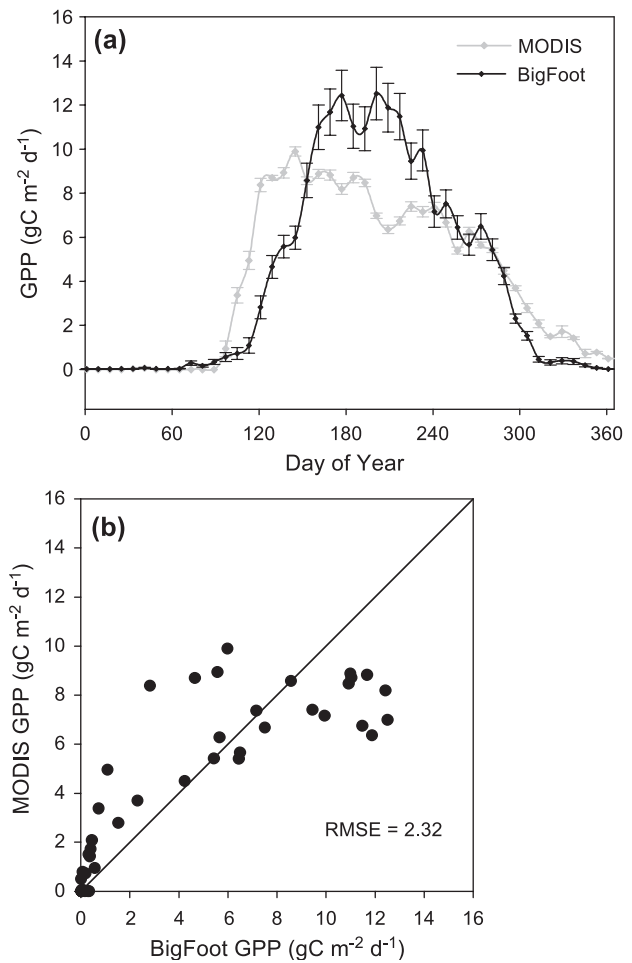 (a)
MODIS
BigFoot
16
14
12
10
8
6
4
2
0
GPP (gC m-2 d-1)
0 60 120 180 240 300 360
Day of Year
(b)
16
14
12
10
8
6
4
2
0
MODIS GPP (gC m-2 d-1)
RMSE = 2.32
0 2 4 6 8 10 12 14 16
BigFoot GPP (gC m-2 d-1)